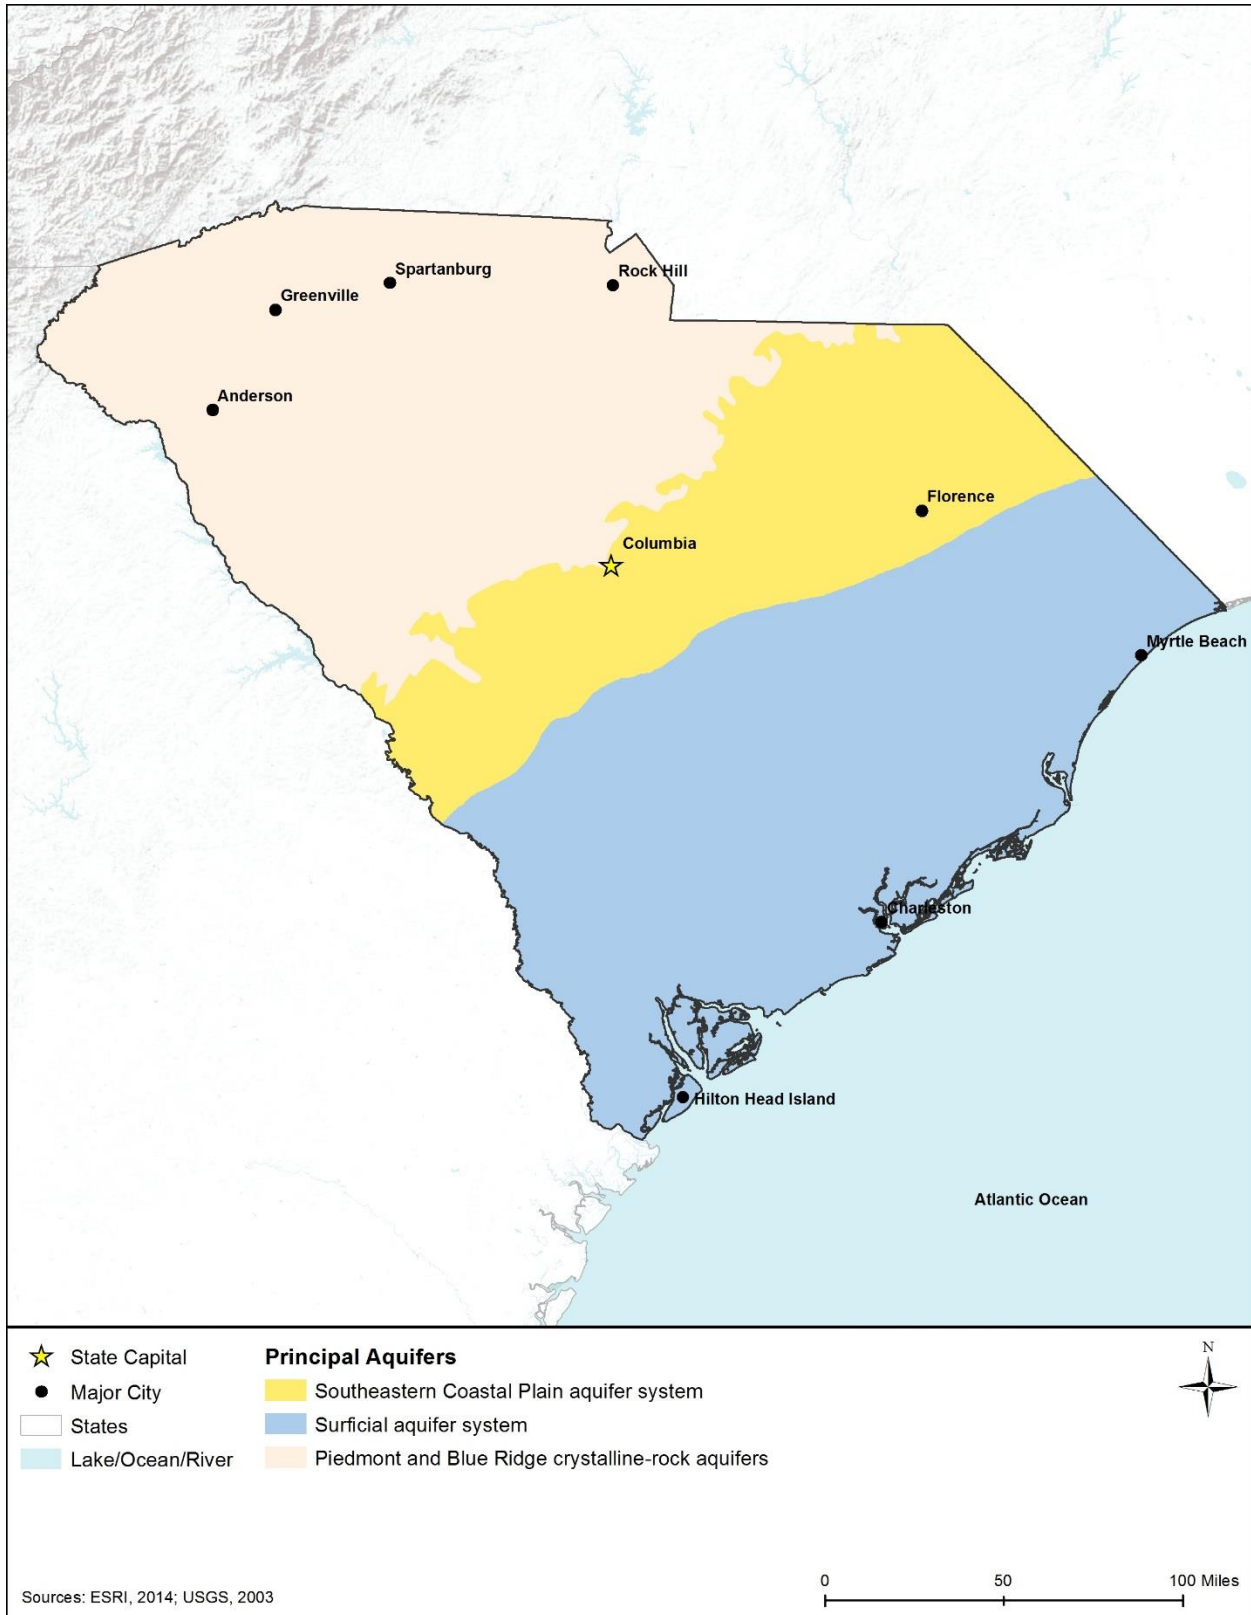 Spartanburg
Rock Hill
Greenville
Anderson
Florence
Columbia
Myrtle Beach
Charleston
Hilton Head Island
Atlantic Ocean
State Capital
Major City
States
Lake/Ocean/River
Principal Aquifers
Southeastern Coastal Plain aquifer system
Surficial aquifer system
Piedmont and Blue Ridge crystalline-rock aquifers
N
0 50 100 Miles
Sources: ESRI, 2014; USGS, 2003